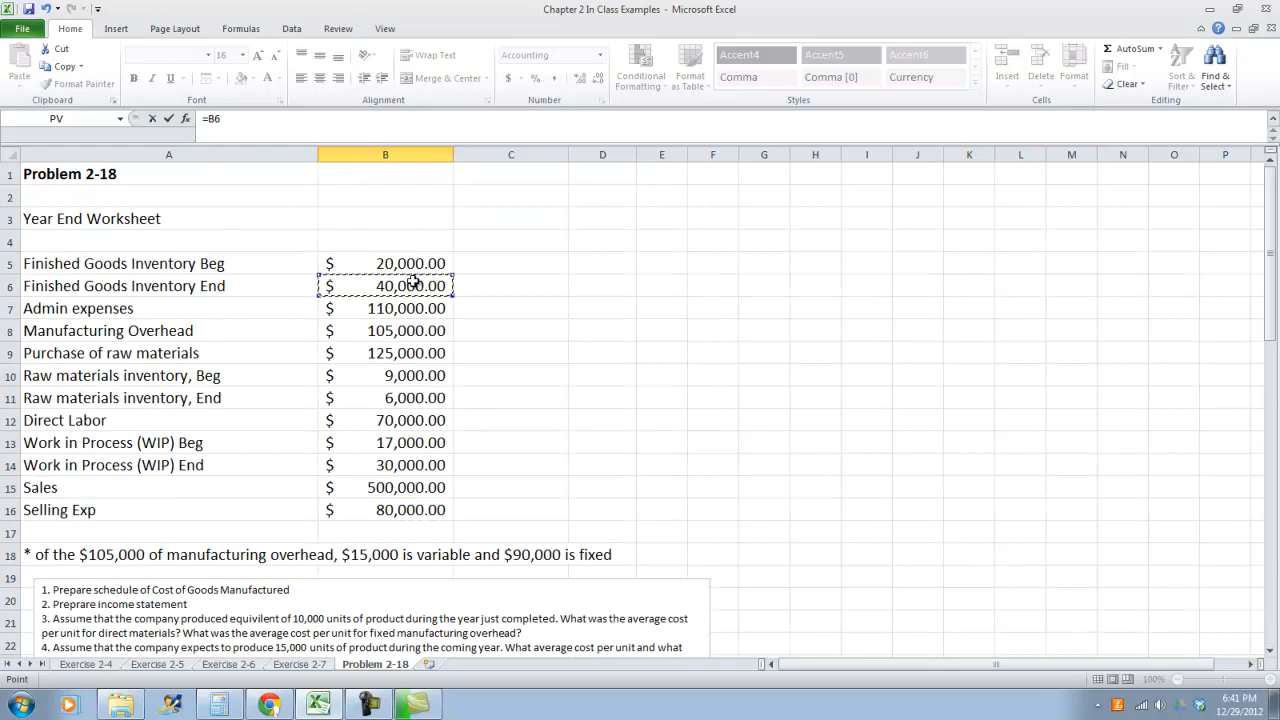 Chapter 2 In Class Examples - Microsoft Excel
File Home Insert Page Layout Formulas Data Review View
Cut
Copy
Format Painter
Paste
Clipboard
16
Font
Wrap Text
Merge & Center
Alignment
Accounting
Number
Conditional Formatting
Format as Table
Accent4 Accent5 Accent6
Comma Comma [0] Currency
Styles
Insert Delete Format
Cells
AutoSum
Fill
Clear
Sort & Filter
Find & Select
Editing
PV =B6
A B C D E F G H I J K L M N O P
1 Problem 2-18
2
3 Year End Worksheet
4
5 Finished Goods Inventory Beg $ 20,000.00
6 Finished Goods Inventory End $ 40,000.00
7 Admin expenses $ 110,000.00
8 Manufacturing Overhead $ 105,000.00
9 Purchase of raw materials $ 125,000.00
10 Raw materials inventory, Beg $ 9,000.00
11 Raw materials inventory, End $ 6,000.00
12 Direct Labor $ 70,000.00
13 Work in Process (WIP) Beg $ 17,000.00
14 Work in Process (WIP) End $ 30,000.00
15 Sales $ 500,000.00
16 Selling Exp $ 80,000.00
17
18 * of the $105,000 of manufacturing overhead, $15,000 is variable and $90,000 is fixed
19
20
21
22
1. Prepare schedule of Cost of Goods Manufactured
2. Preprare income statement
3. Assume that the company produced equivilent of 10,000 units of product during the year just completed. What was the average cost
per unit for direct materials? What was the average cost per unit for fixed manufacturing overhead?
4. Assume that the company expects to produce 15,000 units of product during the coming year. What average cost per unit and what
Exercise 2-4 Exercise 2-5 Exercise 2-6 Exercise 2-7 Problem 2-18
Point 100%
6:41 PM
12/29/2012